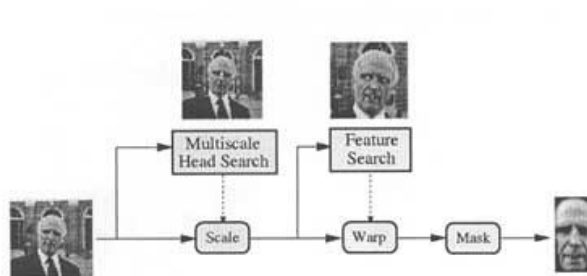 Multiscale
Head Search
Feature
Search
Scale
Warp
Mask